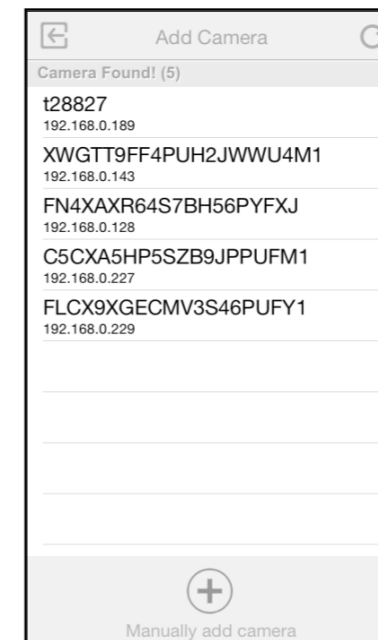 Add Camera
Camera Found! (5)
t28827
192.168.0.189
XWGTT9FF4PUH2JWWU4M1
192.168.0.143
FN4XAXR64S7BH56PYFXJ
192.168.0.128
C5CXA5HP5SZB9JPPUFM1
192.168.0.227
FLCX9XGECMV3S46PUFY1
192.168.0.229
Manually add camera